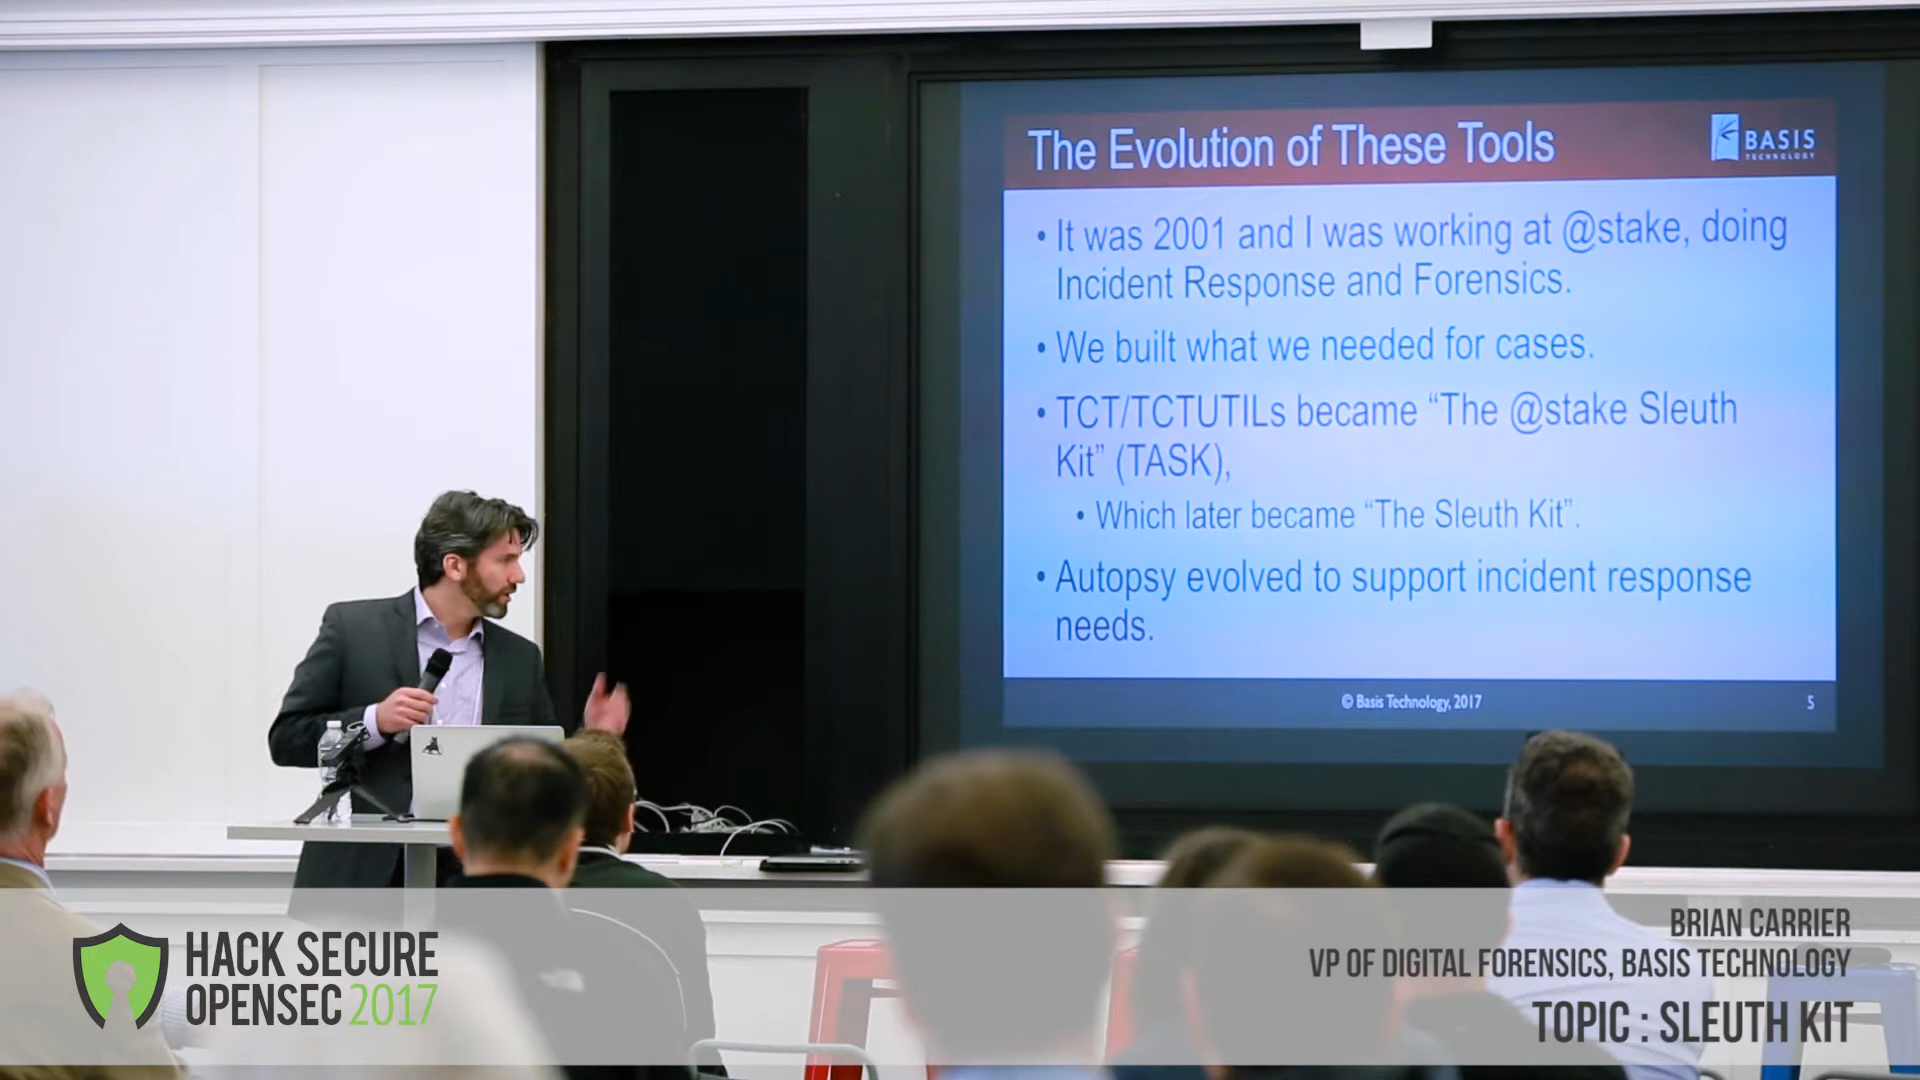 The Evolution of These Tools
BASIS
TECHNOLOGY
• It was 2001 and I was working at @stake, doing
Incident Response and Forensics.
• We built what we needed for cases.
• TCT/TCTUTILs became “The @stake Sleuth
Kit” (TASK),
• Which later became “The Sleuth Kit”.
• Autopsy evolved to support incident response
needs.
© Basis Technology, 2017
5
HACK SECURE
OPENSEC 2017
BRIAN CARRIER
VP OF DIGITAL FORENSICS, BASIS TECHNOLOGY
TOPIC : SLEUTH KIT